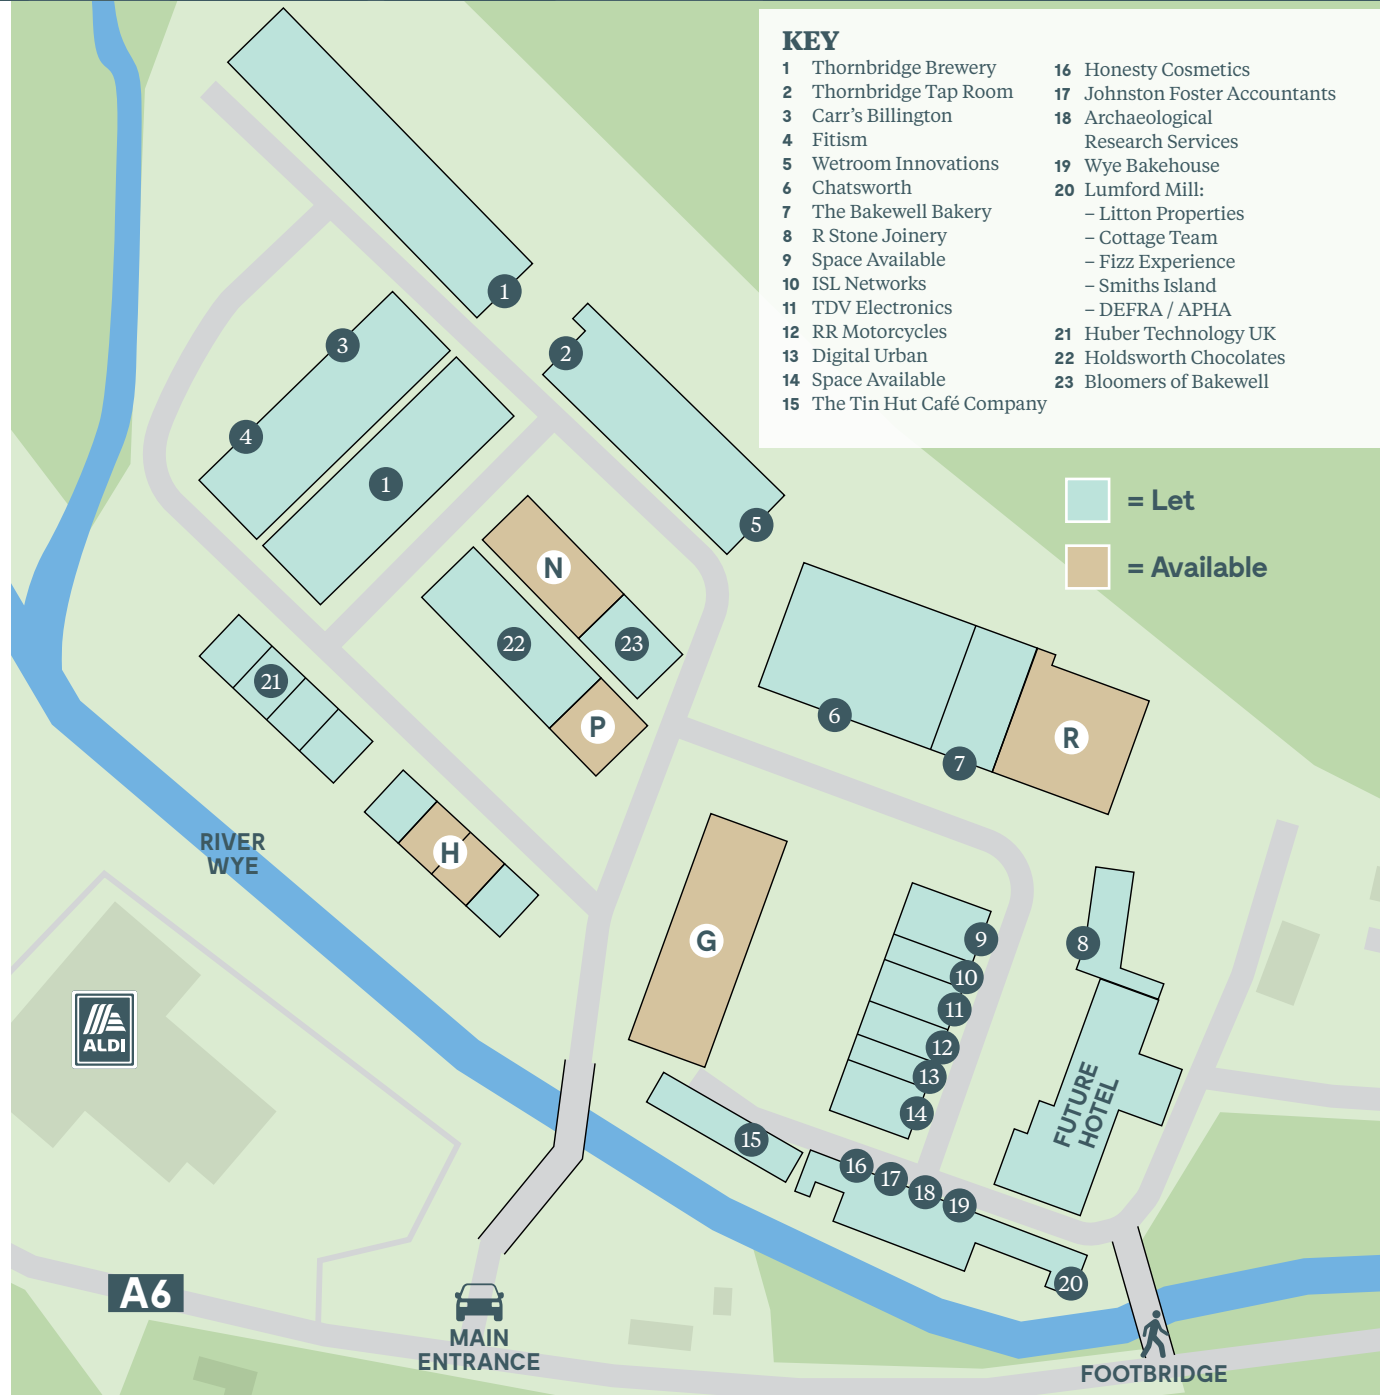 KEY
1 Thornbridge Brewery
2 Thornbridge Tap Room
3 Carr's Billington
4 Fitism
5 Wetroom Innovations
6 Chatsworth
7 The Bakewell Bakery
8 R Stone Joinery
9 Space Available
10 ISL Networks
11 TDV Electronics
12 RR Motorcycles
13 Digital Urban
14 Space Available
15 The Tin Hut Café Company
16 Honesty Cosmetics
17 Johnston Foster Accountants
18 Archaeological
Research Services
19 Wye Bakehouse
20 Lumford Mill:
– Litton Properties
– Cottage Team
– Fizz Experience
– Smiths Island
– DEFRA / APHA
21 Huber Technology UK
22 Holdsworth Chocolates
23 Bloomers of Bakewell
= Let
= Available
1
3
2
4
1
5
N
22
23
21
P
6
7
R
H
G
9
8
10
11
12
13
14
15
16
17
18
19
20
FUTURE
HOTEL
RIVER
WYE
ALDI
A6
MAIN
ENTRANCE
FOOTBRIDGE